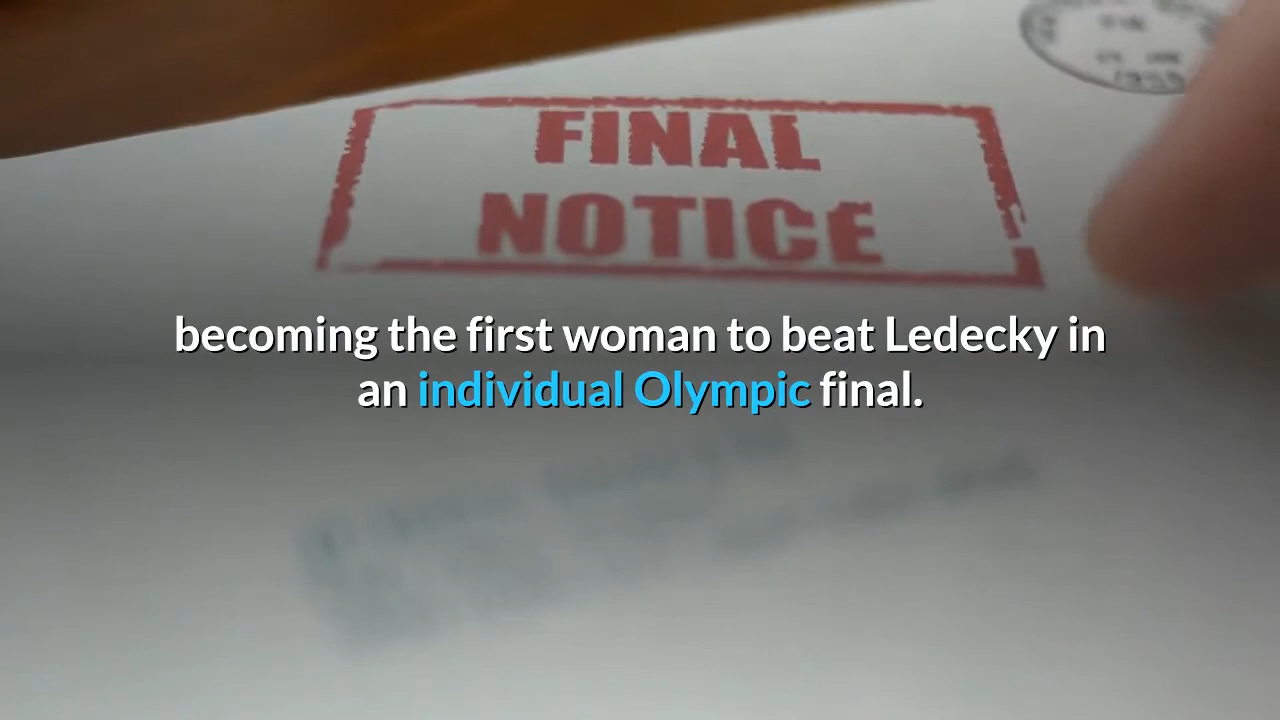 FINAL
NOTICE
becoming the first woman to beat Ledecky in
an individual Olympic final.